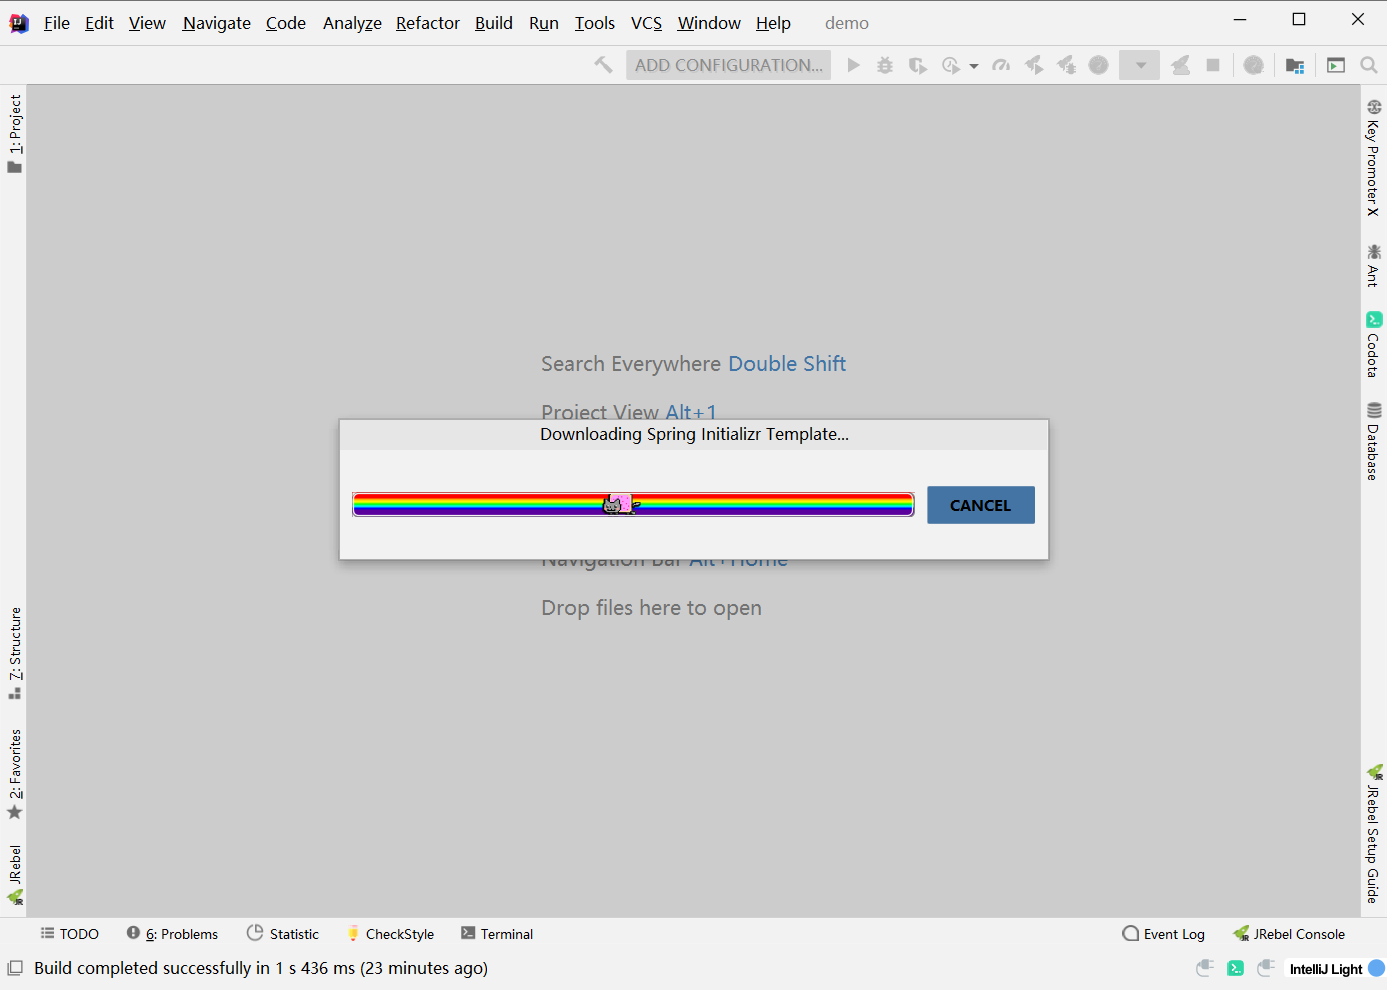 File Edit View Navigate Code Analyze Refactor Build Run Tools VCS Window Help demo
ADD CONFIGURATION...
1: Project
Key Promoter X
Ant
Codota
Database
Search Everywhere Double Shift
Project View Alt+1
Downloading Spring Initializr Template...
CANCEL
Navigation Bar Alt+Home
Drop files here to open
7: Structure
2: Favorites
JRebel
JRebel Setup Guide
TODO 6: Problems Statistic CheckStyle Terminal Event Log JRebel Console
Build completed successfully in 1 s 436 ms (23 minutes ago) IntelliJ Light